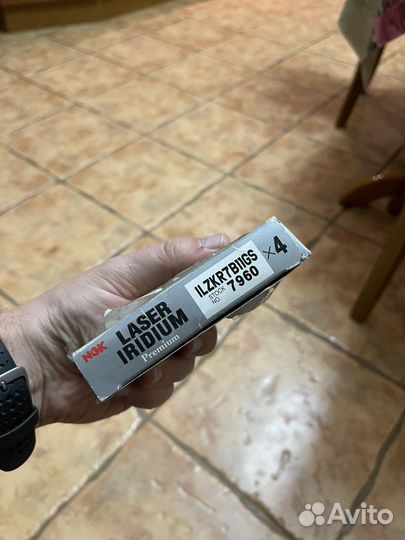 NGK
LASER
IRIDIUM
Premium
ILZKR7B11GS
STOCK NO. 7960
×4
Avito